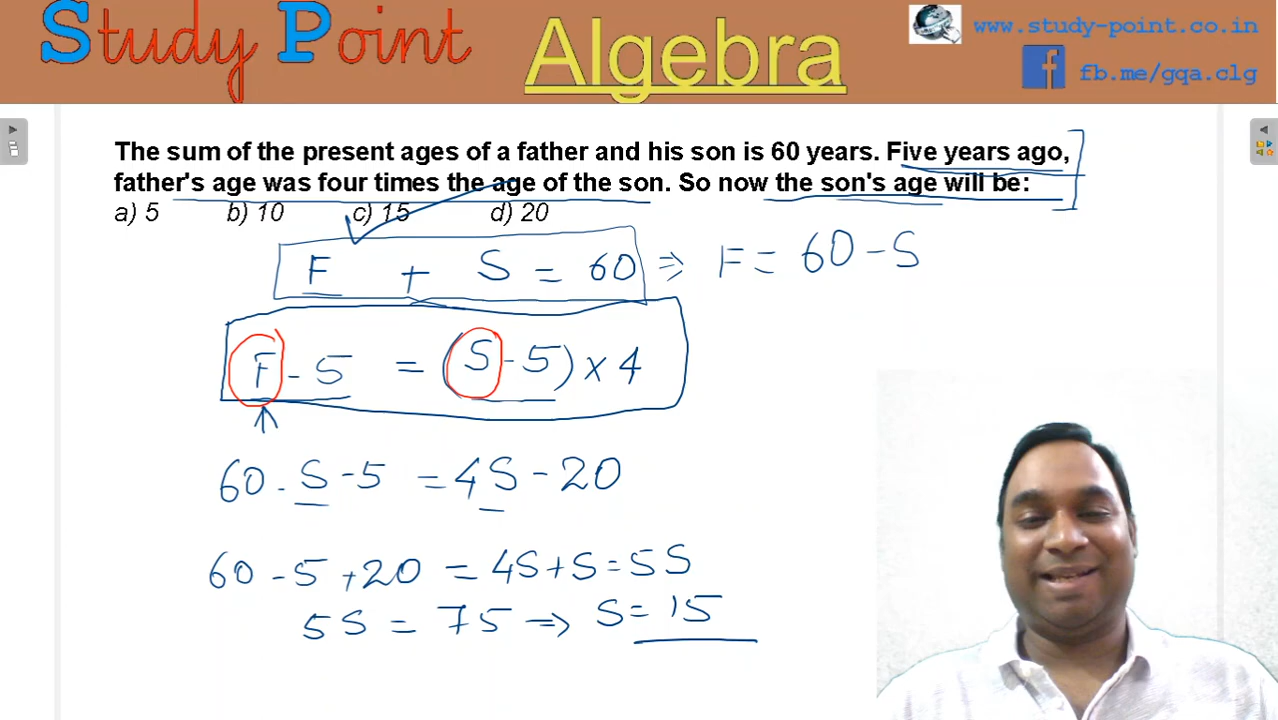 Study Point
Algebra
www.study-point.co.in
fb.me/gqa.clg
The sum of the present ages of a father and his son is 60 years. Five years ago,
father's age was four times the age of the son. So now the son's age will be:
a) 5 b) 10 c) 15 d) 20
F + S = 60 ⇒ F = 60 - S
F - 5 = (S - 5) × 4
60 - S - 5 = 4S - 20
60 - 5 + 20 = 4S + S = 5S
5S = 75 ⇒ S = 15